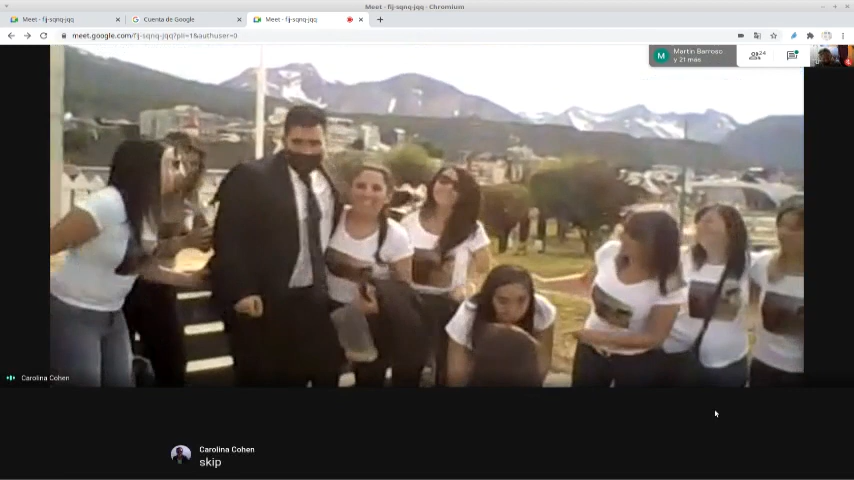 Meet - fij-sqnq-jqq - Chromium
Meet - fij-sqnq-jqq
Cuenta de Google
Meet - fij-sqnq-jqq
meet.google.com/fij-sqnq-jqq?pli=1&authuser=0
M
Martin Barroso
y 21 más
24
Carolina Cohen
Carolina Cohen
skip